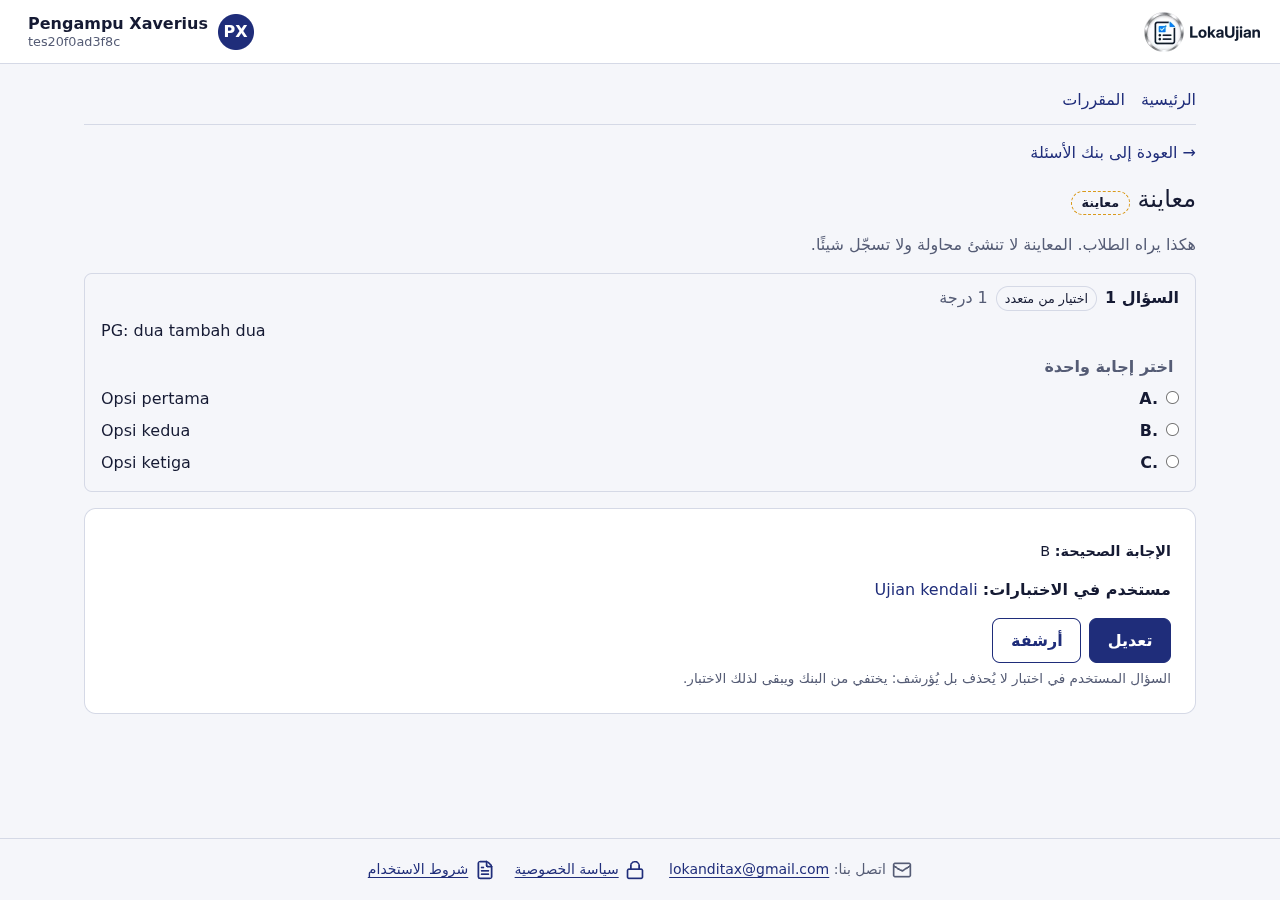 LokaUjian
Pengampu Xaverius
tes20f0ad3f8c
PX
الرئيسية المقررات
→ العودة إلى بنك الأسئلة
معاينة معاينة
هكذا يراه الطلاب. المعاينة لا تنشئ محاولة ولا تسجّل شيئًا.
السؤال 1 اختيار من متعدد 1 درجة
PG: dua tambah dua
اختر إجابة واحدة
A. Opsi pertama
B. Opsi kedua
C. Opsi ketiga
الإجابة الصحيحة: B
مستخدم في الاختبارات: Ujian kendali
تعديل أرشفة
السؤال المستخدم في اختبار لا يُحذف بل يُؤرشف: يختفي من البنك ويبقى لذلك الاختبار.
اتصل بنا: lokanditax@gmail.com سياسة الخصوصية شروط الاستخدام